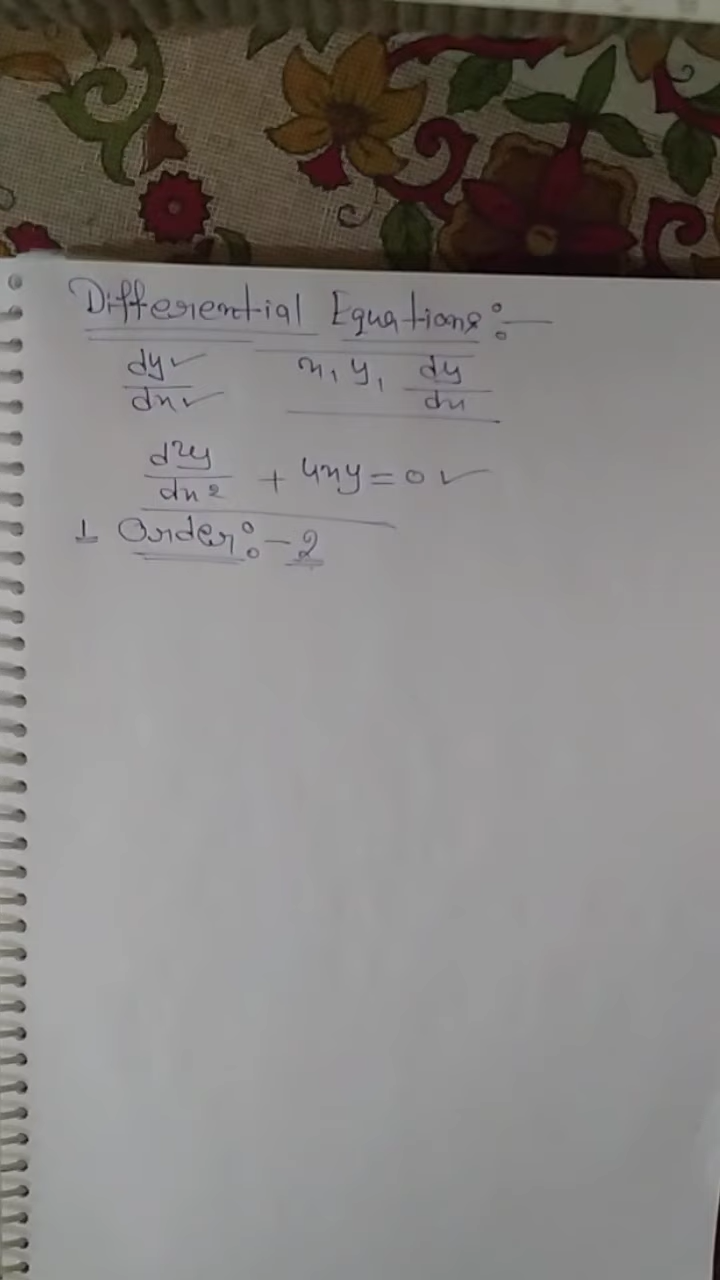 Differential Equations:-
dy/dx x, y, dy/dx
d²y/dx² + 4xy = 0
1 Order:- 2